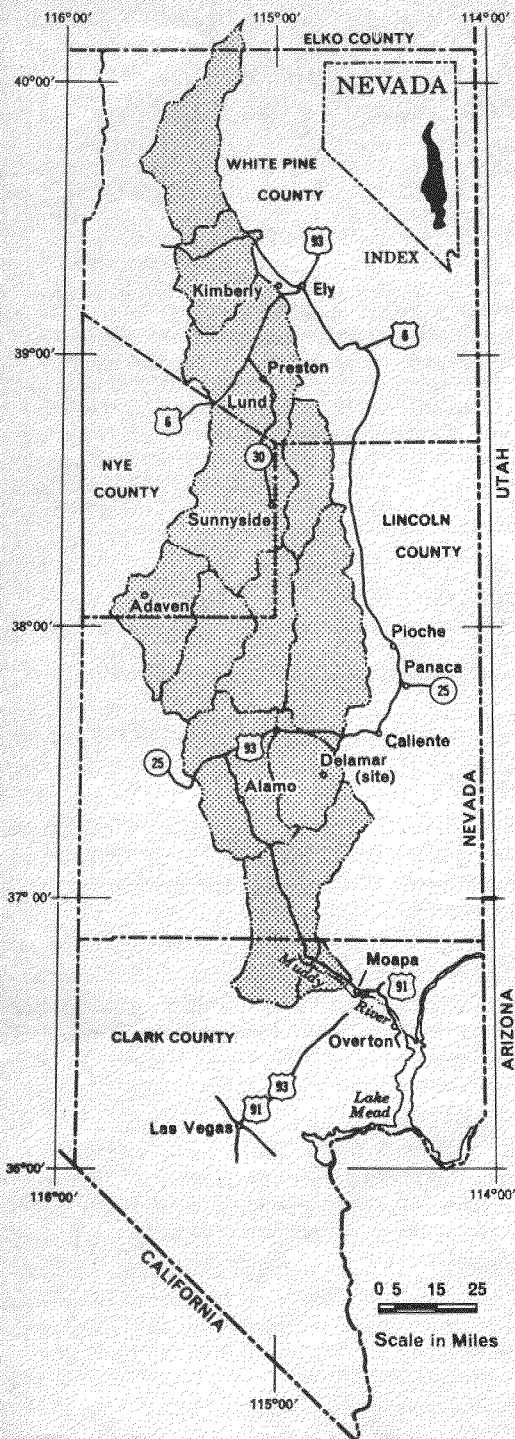 116°00'
115°00'
114°00'
ELKO COUNTY
40°00'
NEVADA
WHITE PINE
COUNTY
93
INDEX
Kimberly
Ely
6
39°00'
Preston
Lund
6
30
NYE
COUNTY
UTAH
Sunnyside
LINCOLN
COUNTY
Adaven
38°00'
Pioche
Panaca
25
93
Caliente
25
Delamar
(site)
Alamo
NEVADA
37°00'
Moapa
Muddy
River
91
CLARK COUNTY
Overton
ARIZONA
93
91
Lake
Mead
Las Vegas
36°00'
116°00'
114°00'
CALIFORNIA
0 5 15 25
Scale in Miles
115°00'